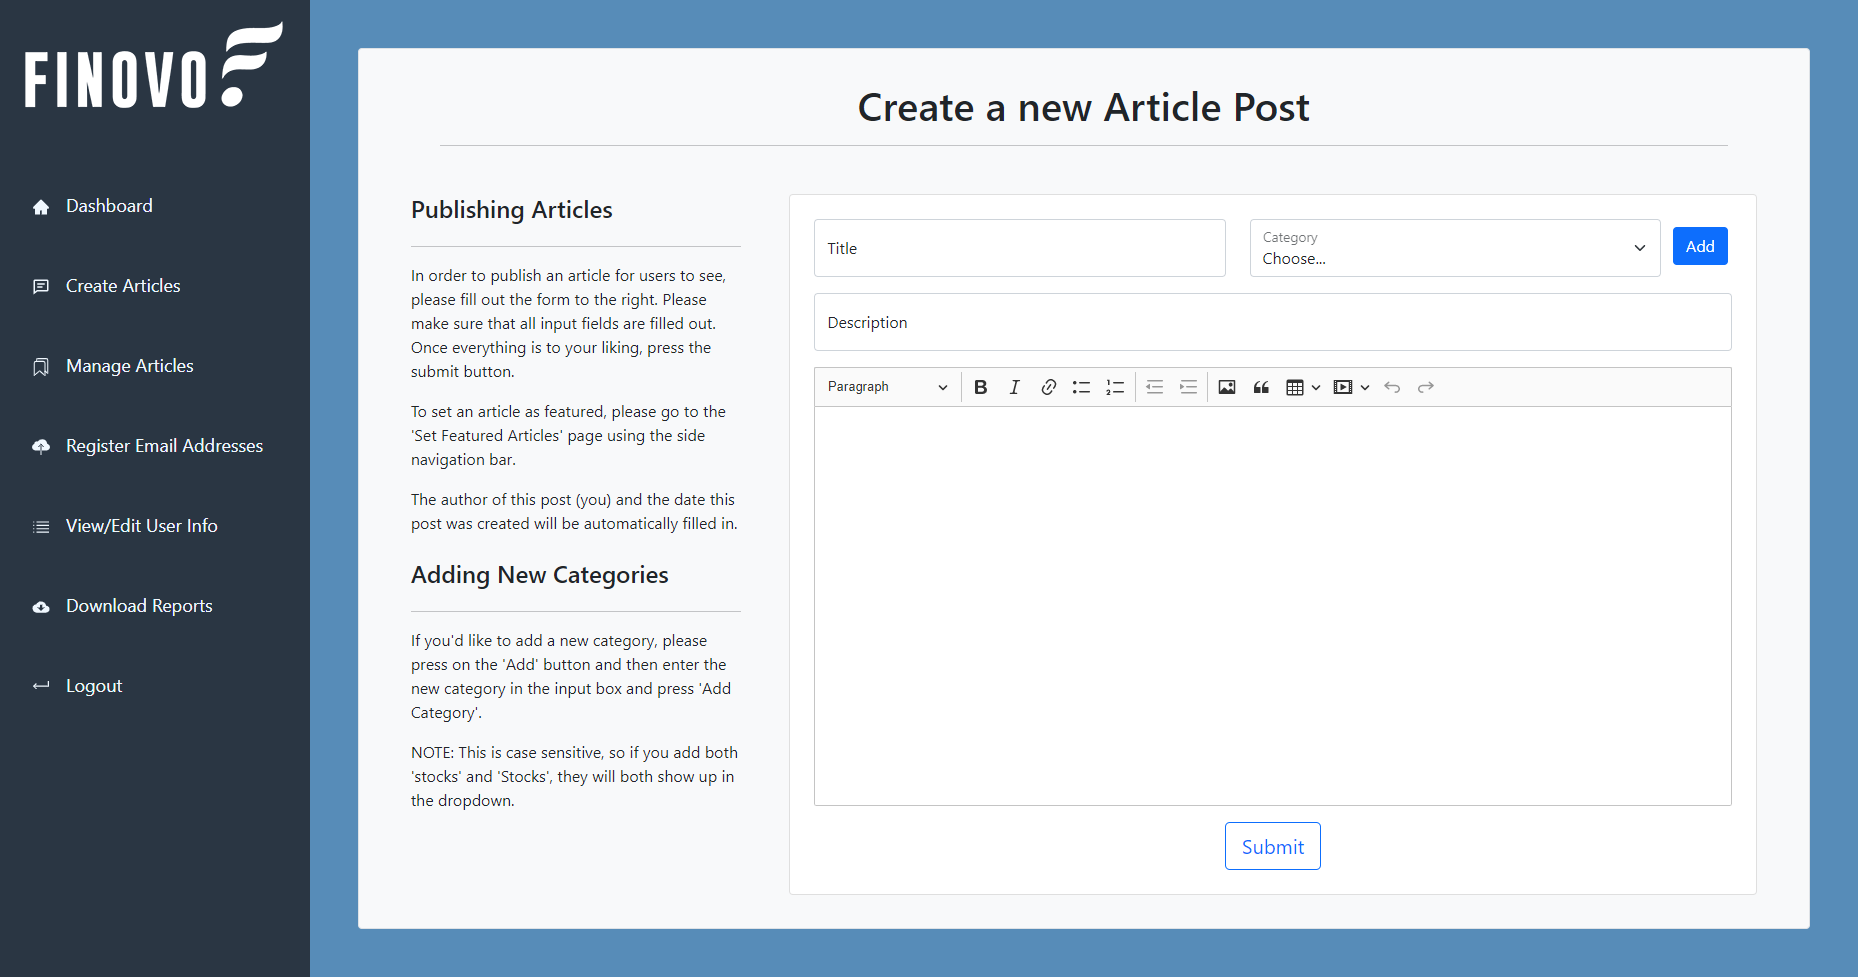 FINOVO
Dashboard
Create Articles
Manage Articles
Register Email Addresses
View/Edit User Info
Download Reports
Logout
Create a new Article Post
Publishing Articles
In order to publish an article for users to see,
please fill out the form to the right. Please
make sure that all input fields are filled out.
Once everything is to your liking, press the
submit button.
To set an article as featured, please go to the
'Set Featured Articles' page using the side
navigation bar.
The author of this post (you) and the date this
post was created will be automatically filled in.
Adding New Categories
If you'd like to add a new category, please
press on the 'Add' button and then enter the
new category in the input box and press 'Add
Category'.
NOTE: This is case sensitive, so if you add both
'stocks' and 'Stocks', they will both show up in
the dropdown.
Title
Category
Choose...
Add
Description
Paragraph
Submit